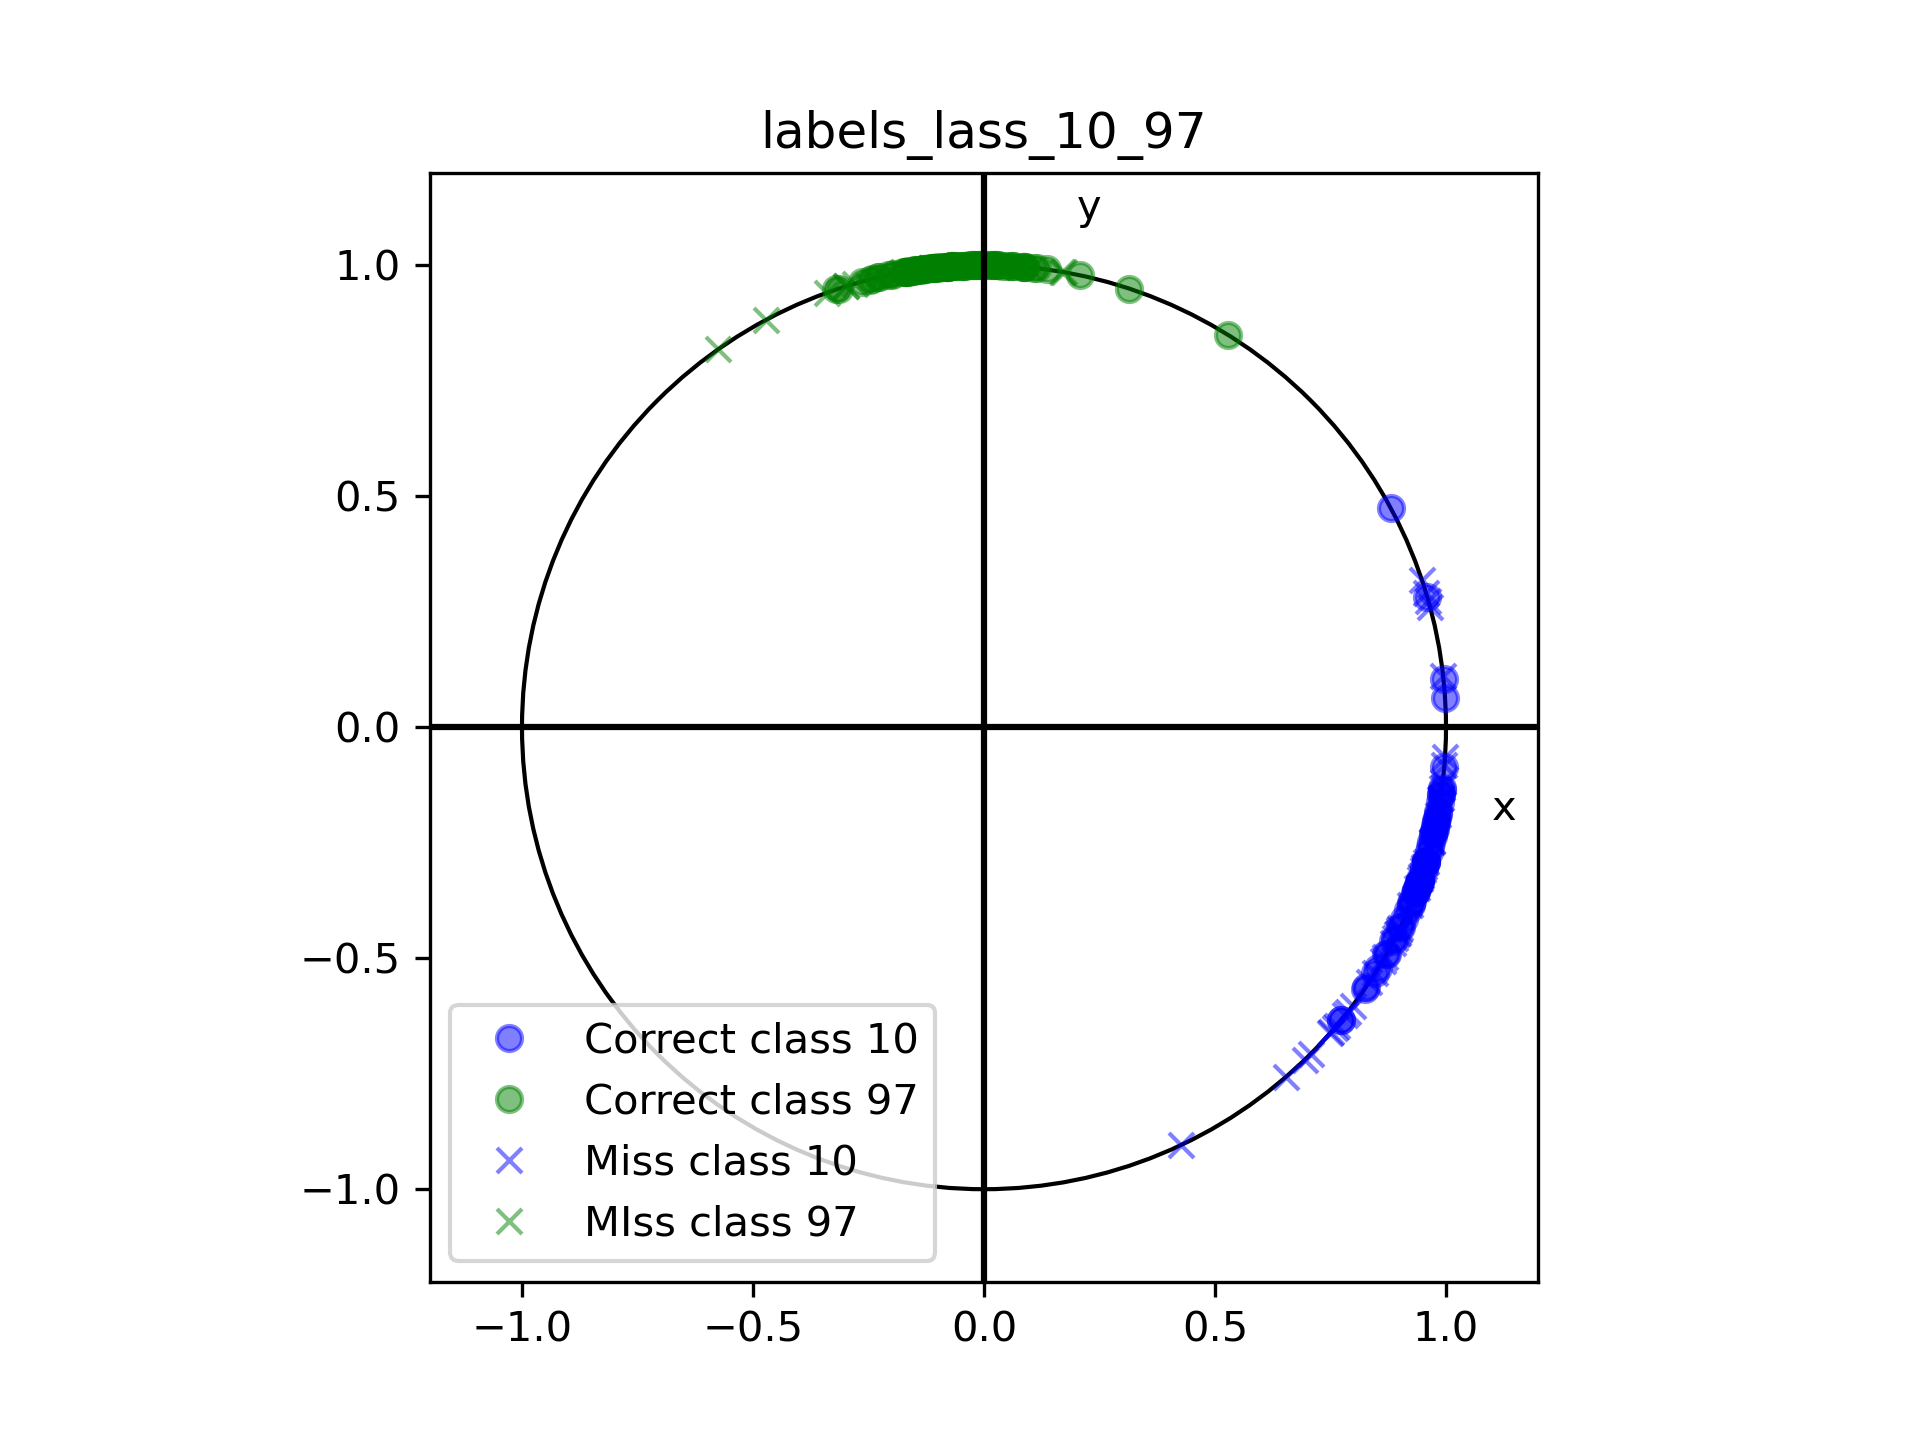 labels_lass_10_97
y
1.0
0.5
0.0
x
−0.5
−1.0
Correct class 10
Correct class 97
Miss class 10
MIss class 97
−1.0 −0.5 0.0 0.5 1.0